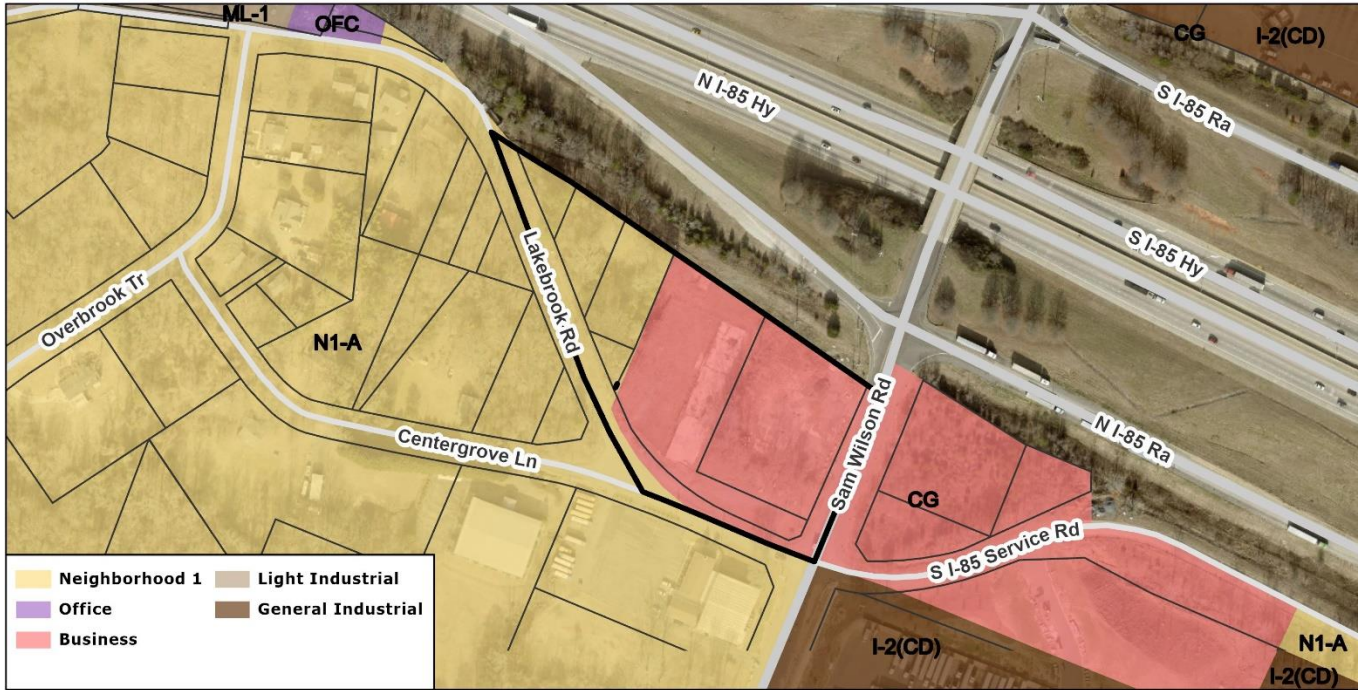 ML-1
OFC
CG
I-2(CD)
N I-85 Hy
S I-85 Ra
S I-85 Hy
Overbrook Tr
Lakebrook Rd
N1-A
Centergrove Ln
Sam Wilson Rd
N I-85 Ra
CG
S I-85 Service Rd
I-2(CD)
N1-A
I-2(CD)
Neighborhood 1
Light Industrial
Office
General Industrial
Business